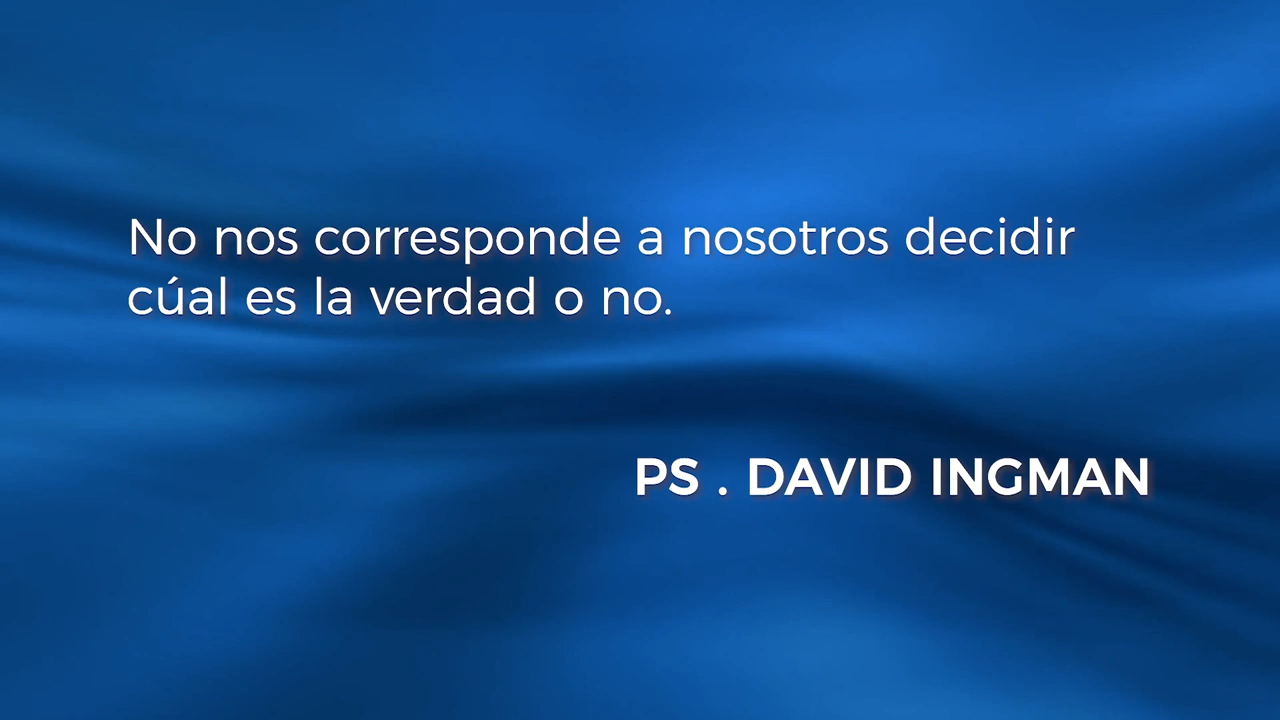 No nos corresponde a nosotros decidir
cúal es la verdad o no.
PS . DAVID INGMAN